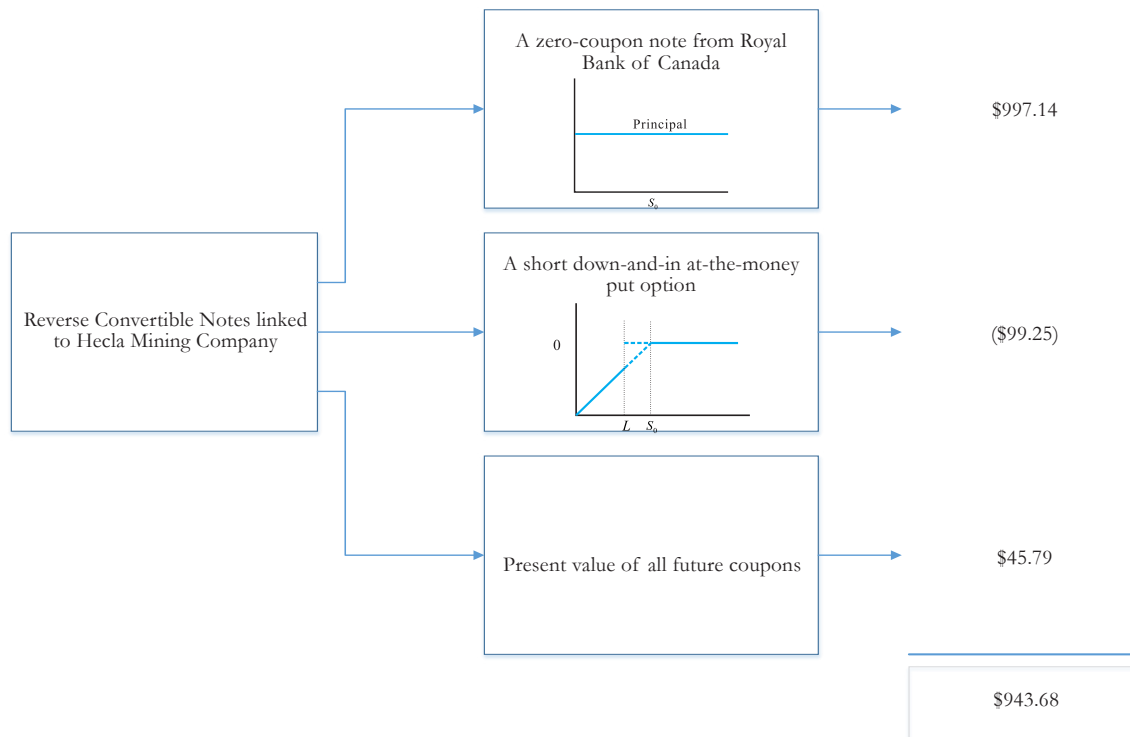 A zero-coupon note from Royal
Bank of Canada
Principal
S₀
$997.14
Reverse Convertible Notes linked
to Hecla Mining Company
A short down-and-in at-the-money
put option
0
L S₀
($99.25)
Present value of all future coupons
$45.79
$943.68